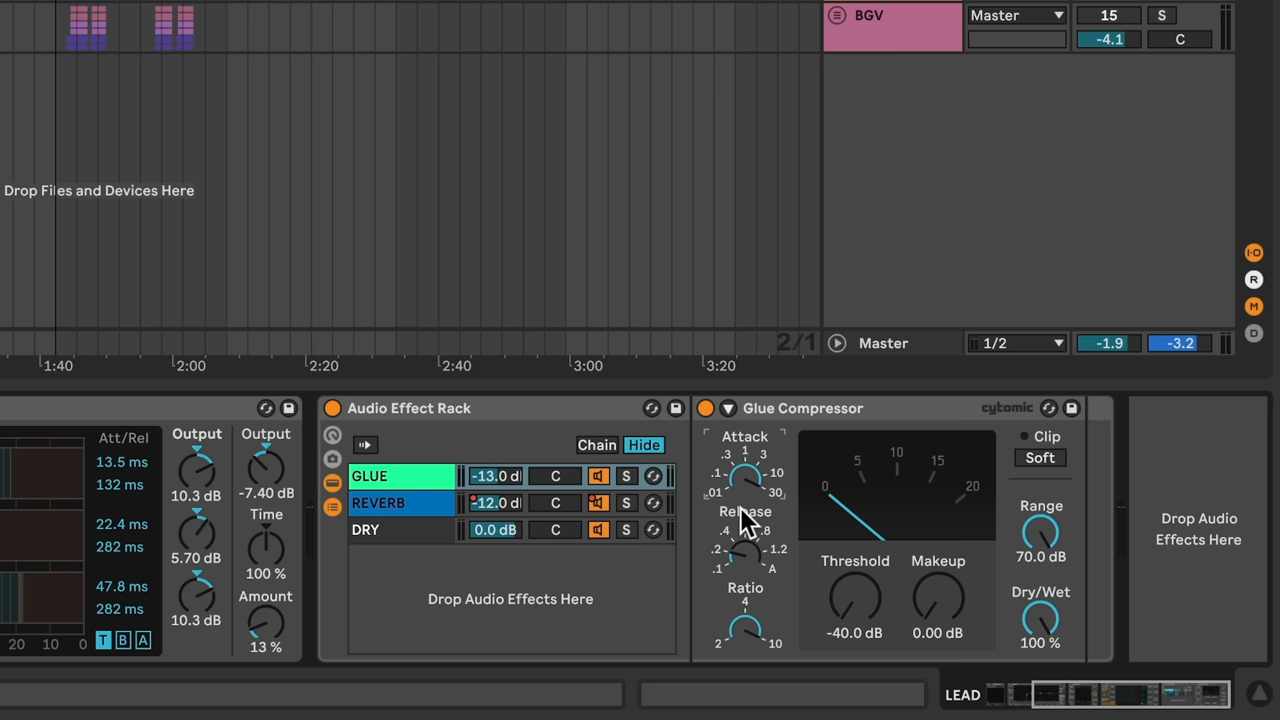 BGV
Master
15
S
-4.1
C
Drop Files and Devices Here
I·O
R
M
D
2/1
Master
1/2
-1.9
-3.2
1:40
2:00
2:20
2:40
3:00
3:20
Att/Rel
13.5 ms
132 ms
22.4 ms
282 ms
47.8 ms
282 ms
20 10 0
T B A
Output
10.3 dB
5.70 dB
10.3 dB
Output
-7.40 dB
Time
100 %
Amount
13 %
Audio Effect Rack
Chain Hide
GLUE -13.0 d C S
REVERB -12.0 d C S
DRY 0.0 dB C S
Drop Audio Effects Here
Glue Compressor
cytomic
Attack
.01 .1 .3 1 3 10 30
Release
.1 .2 .4 .8 1.2 A
Ratio
2 4 10
0 5 10 15 20
Threshold
-40.0 dB
Makeup
0.00 dB
Clip
Soft
Range
70.0 dB
Dry/Wet
100 %
Drop Audio
Effects Here
LEAD